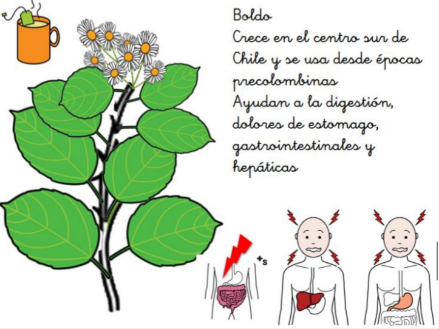 Boldo
Crece en el centro sur de
Chile y se usa desde épocas
precolombinas
Ayudan a la digestión,
dolores de estomago,
gastrointestinales y
hepáticas
+s